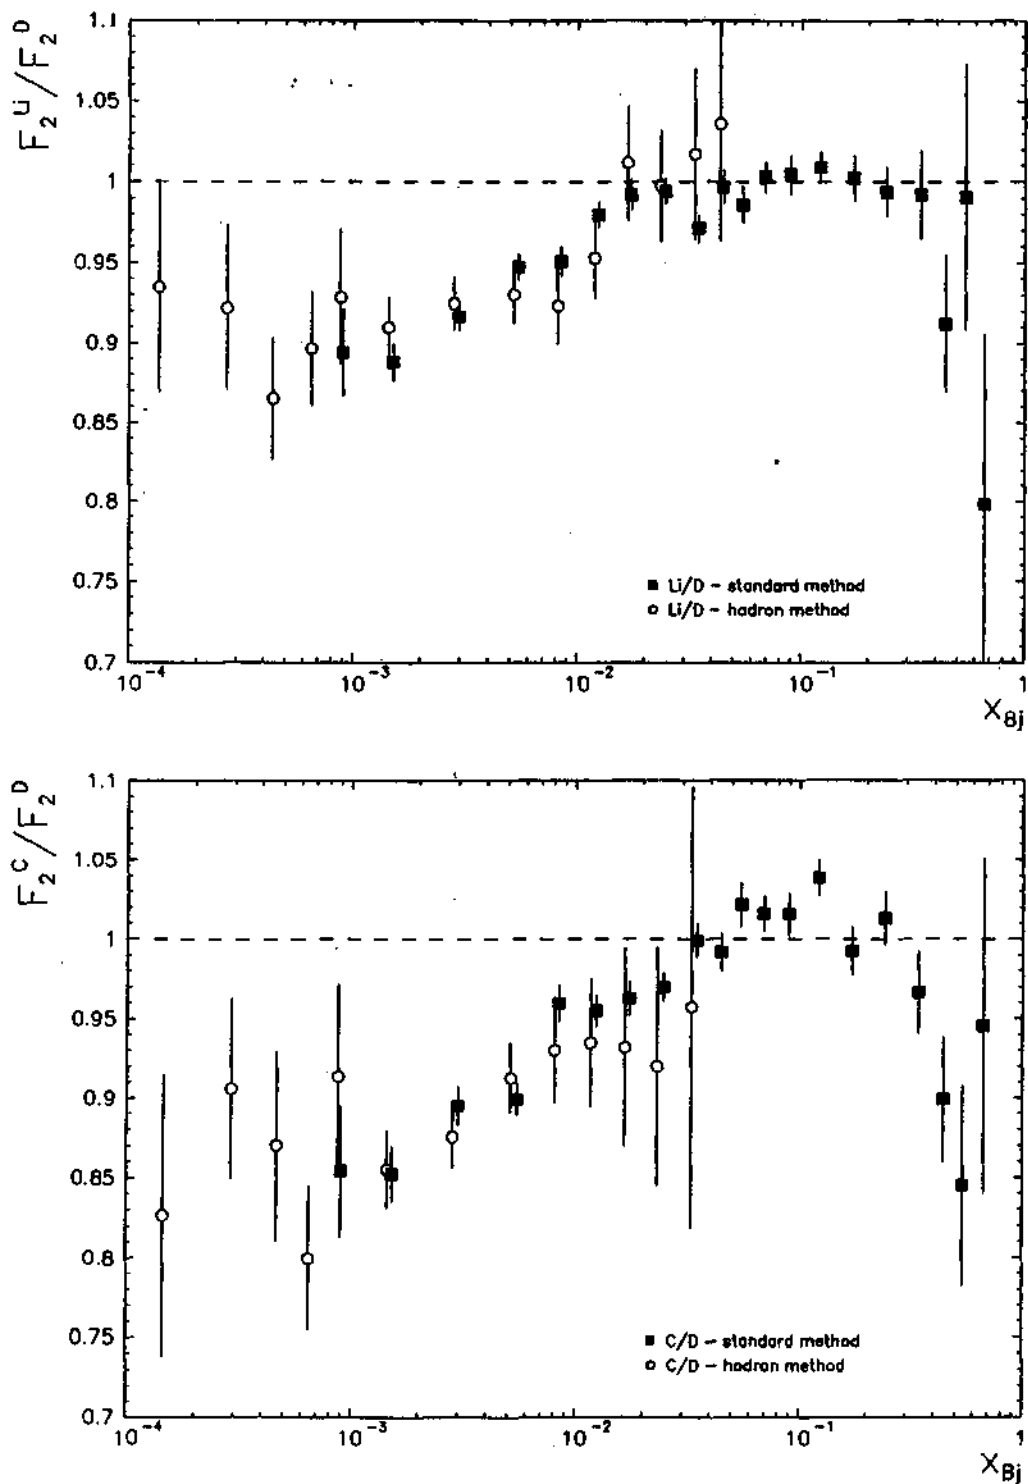 F₂^Li/F₂^D
1.1
1.05
1
0.95
0.9
0.85
0.8
0.75
0.7
■ Li/D – standard method
○ Li/D – hadron method
10⁻⁴ 10⁻³ 10⁻² 10⁻¹ 1
X_Bj
F₂^C/F₂^D
1.1
1.05
1
0.95
0.9
0.85
0.8
0.75
0.7
■ C/D – standard method
○ C/D – hadron method
10⁻⁴ 10⁻³ 10⁻² 10⁻¹ 1
X_Bj